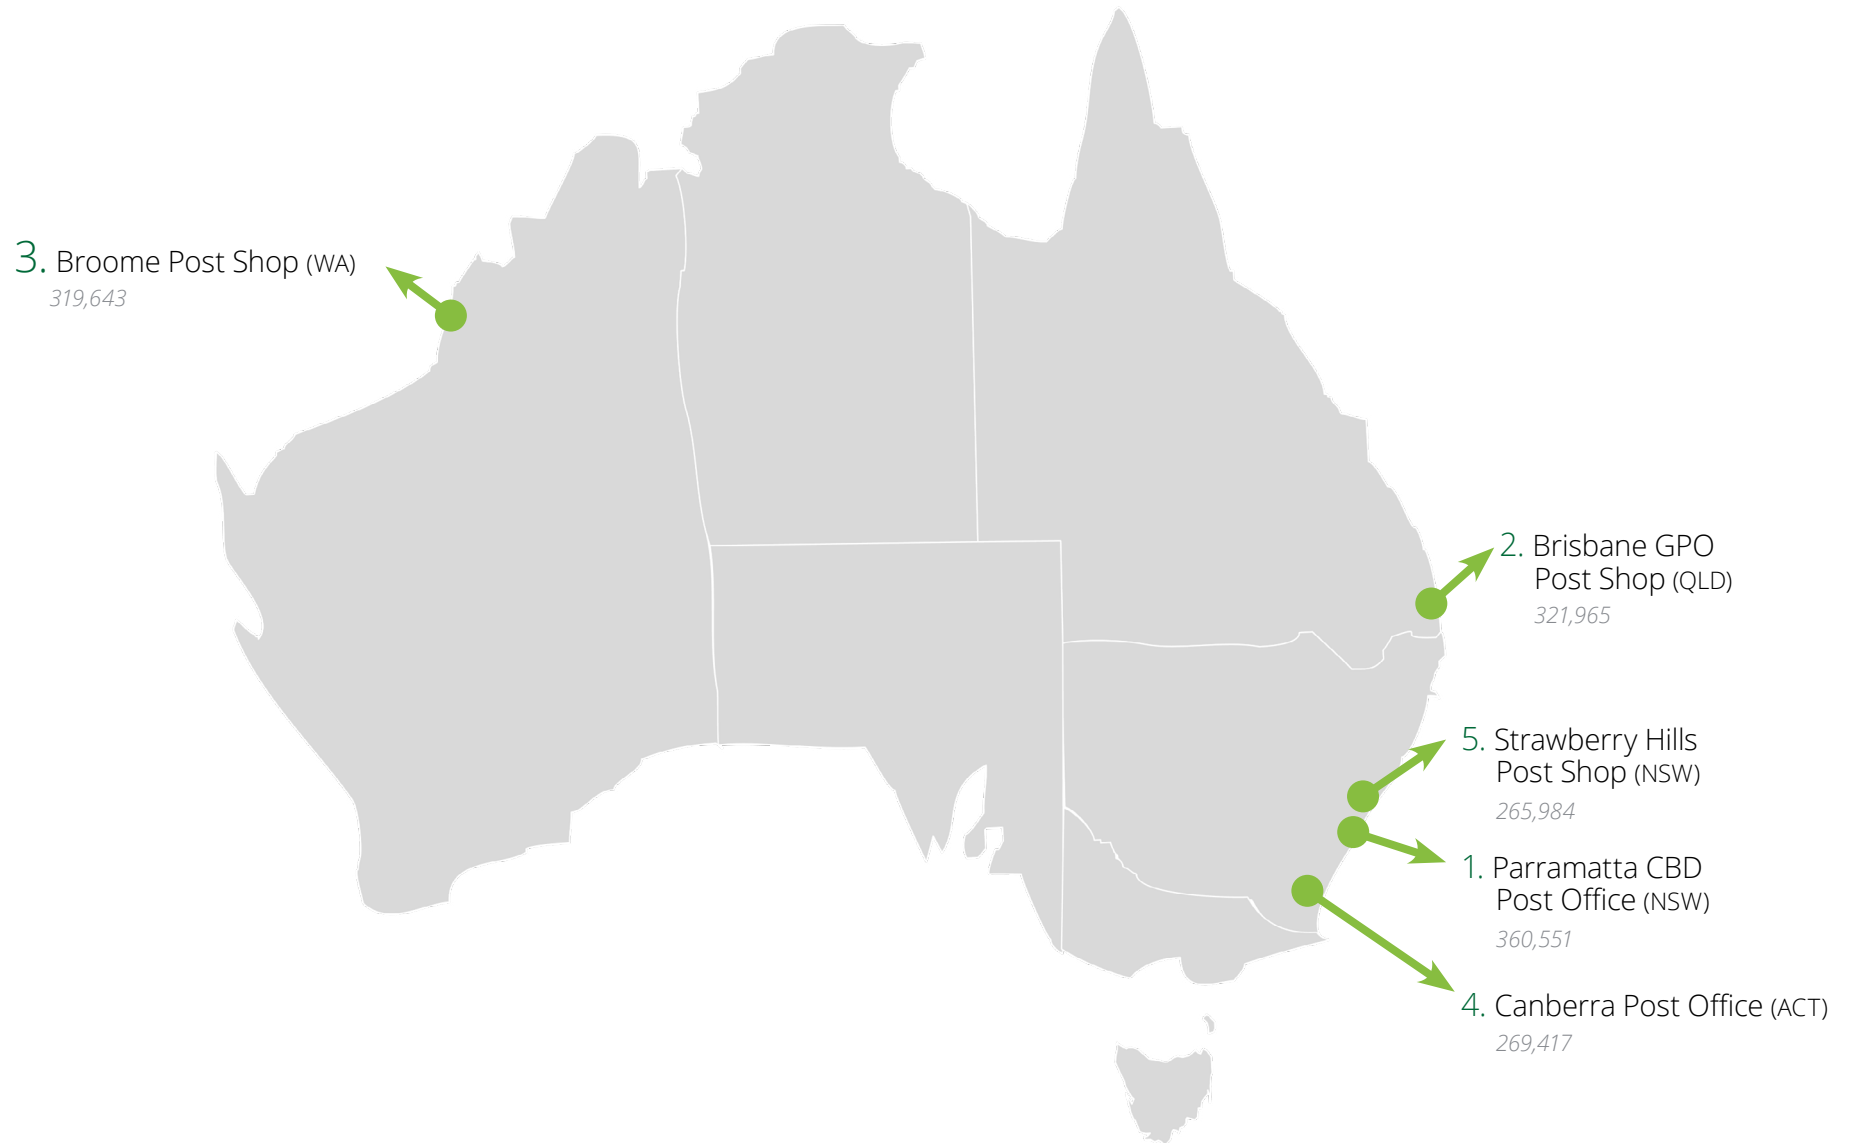 3. Broome Post Shop (WA)
319,643
2. Brisbane GPO
Post Shop (QLD)
321,965
5. Strawberry Hills
Post Shop (NSW)
265,984
1. Parramatta CBD
Post Office (NSW)
360,551
4. Canberra Post Office (ACT)
269,417